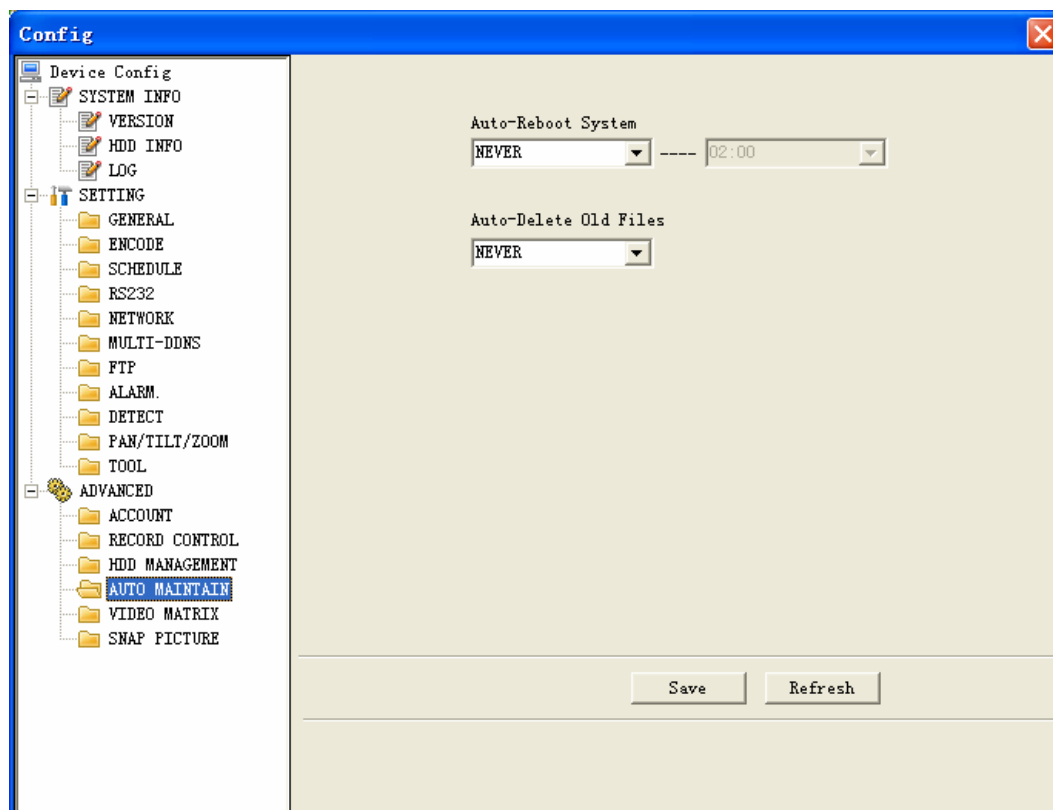 Config
Device Config
SYSTEM INFO
VERSION
HDD INFO
LOG
SETTING
GENERAL
ENCODE
SCHEDULE
RS232
NETWORK
MULTI-DDNS
FTP
ALARM.
DETECT
PAN/TILT/ZOOM
TOOL
ADVANCED
ACCOUNT
RECORD CONTROL
HDD MANAGEMENT
AUTO MAINTAIN
VIDEO MATRIX
SNAP PICTURE
Auto-Reboot System
NEVER ---- 02:00
Auto-Delete Old Files
NEVER
Save Refresh